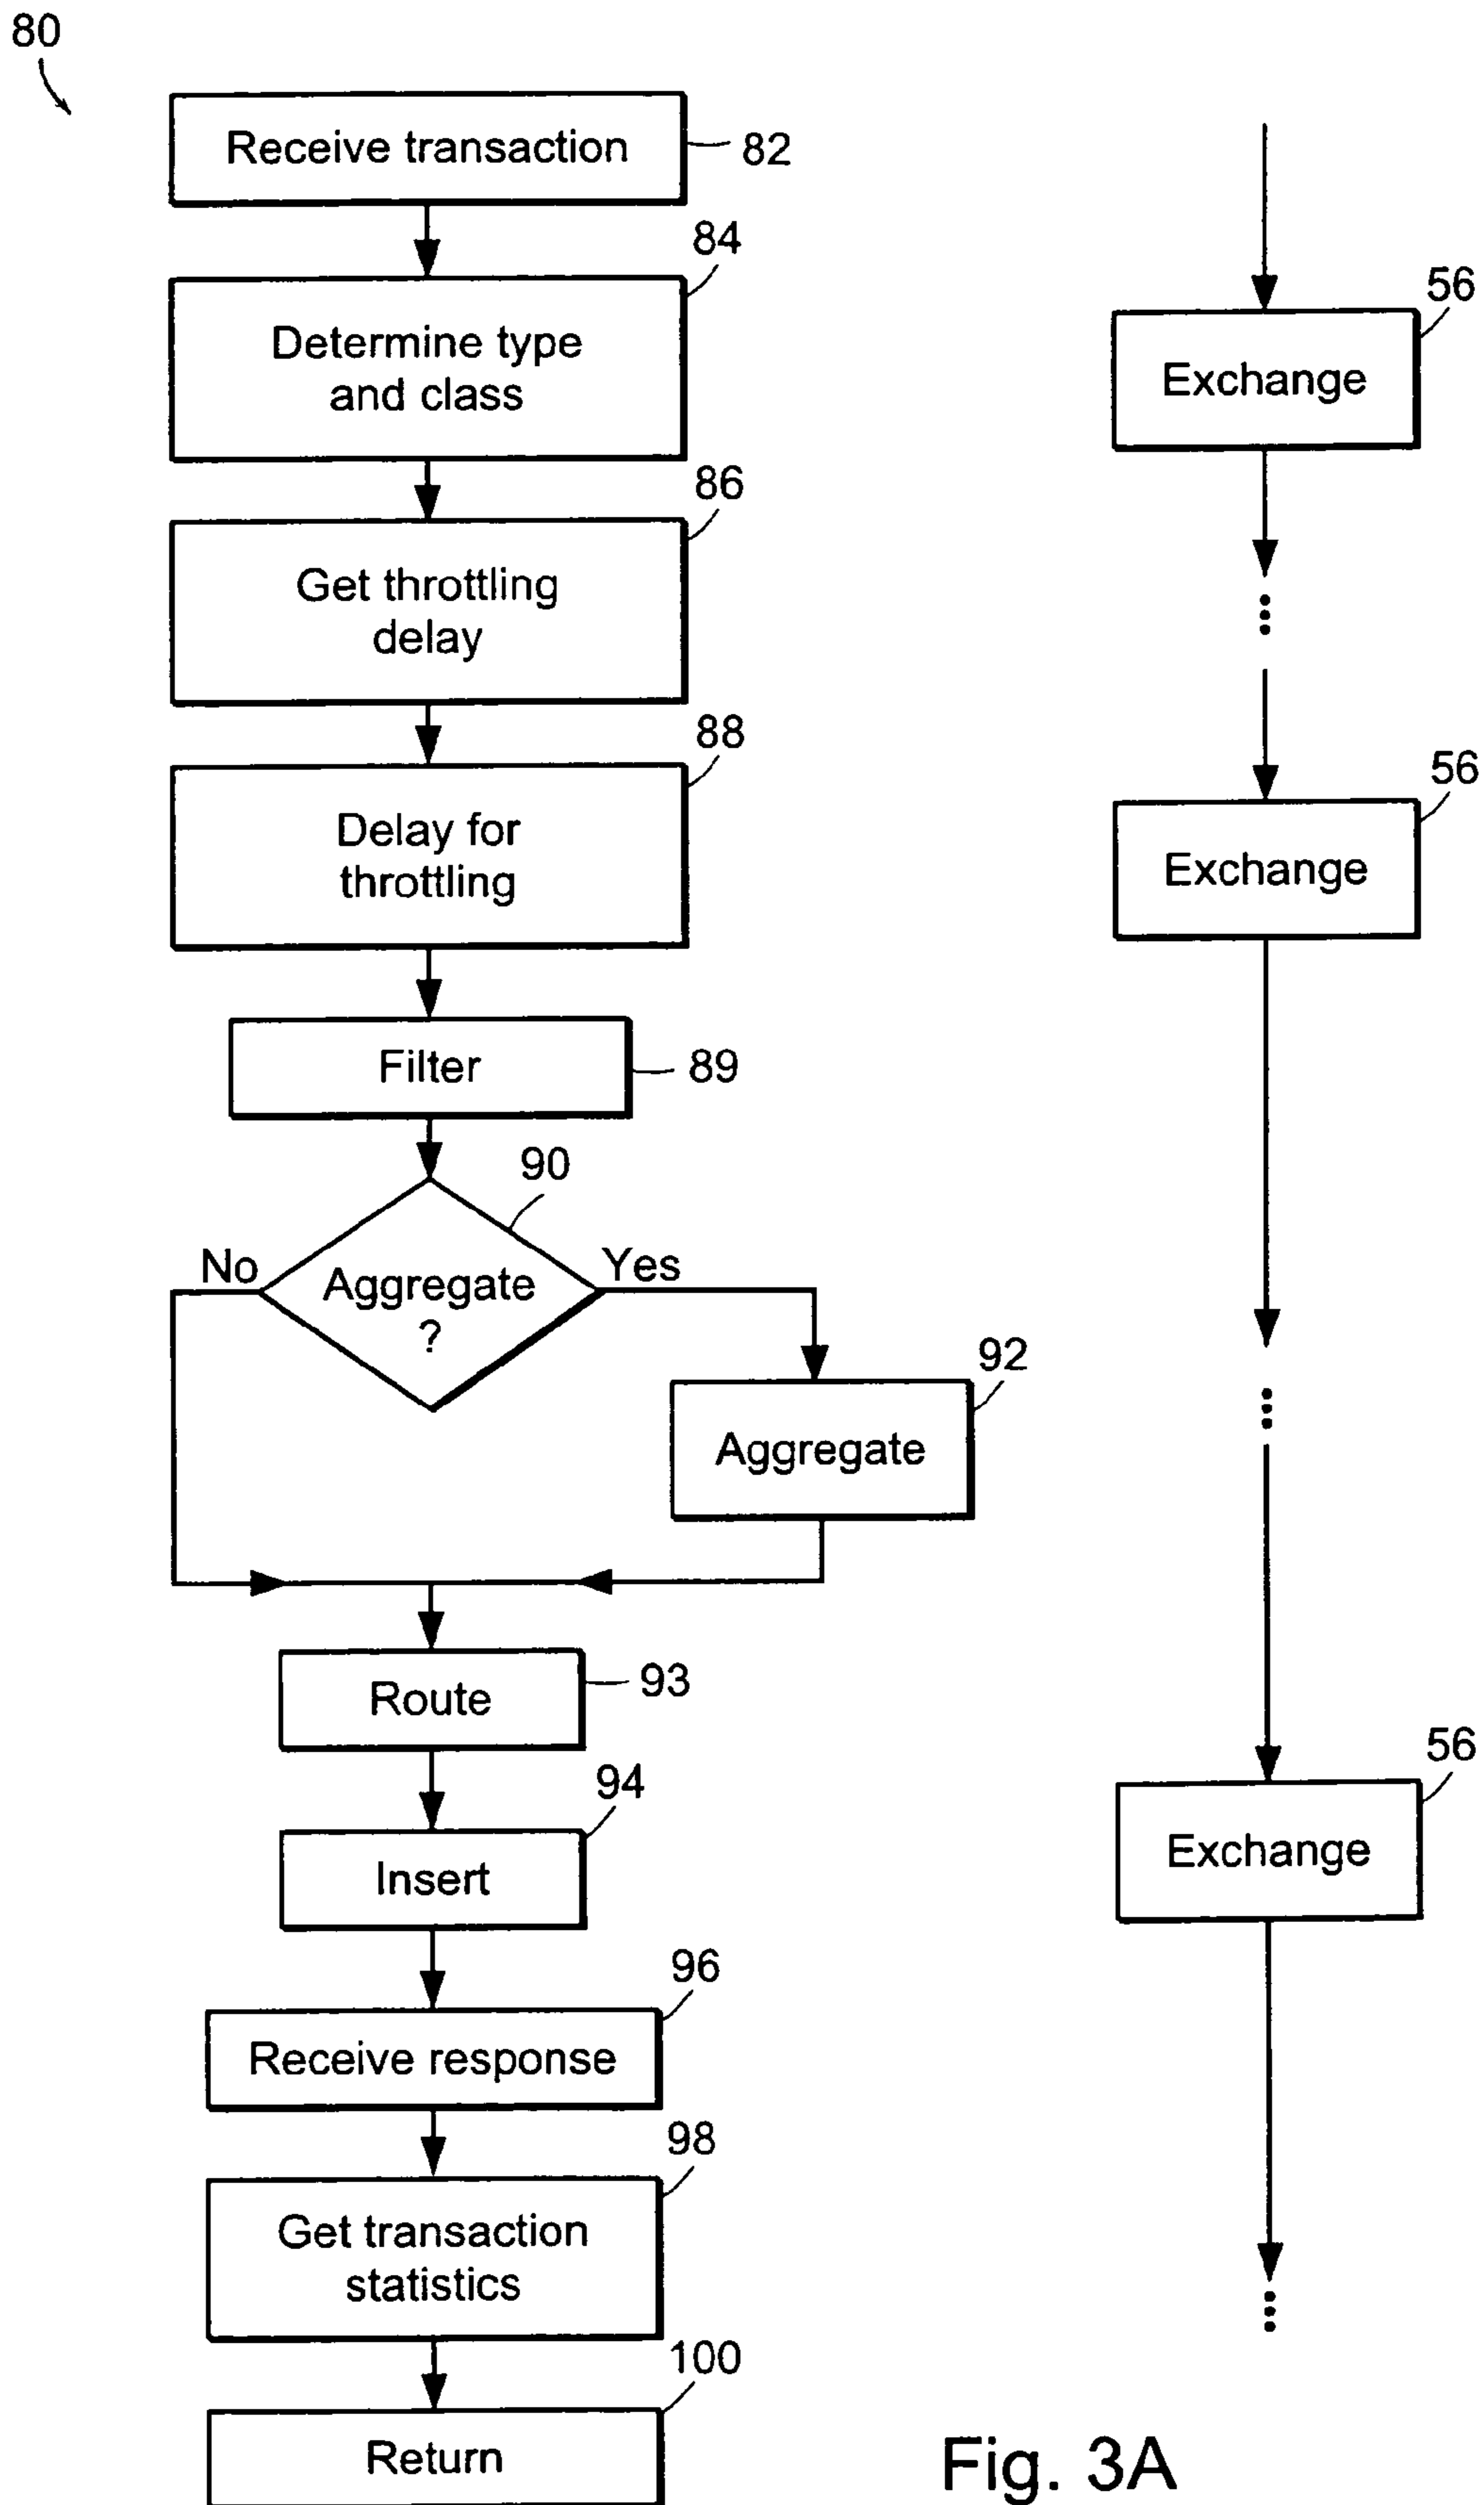 80
Receive transaction
82
84
Determine type
and class
86
Get throttling
delay
88
Delay for
throttling
Filter
89
90
No
Yes
Aggregate
?
92
Aggregate
Route
93
94
Insert
96
Receive response
98
Get transaction
statistics
100
Return
56
Exchange
56
Exchange
56
Exchange
Fig. 3A